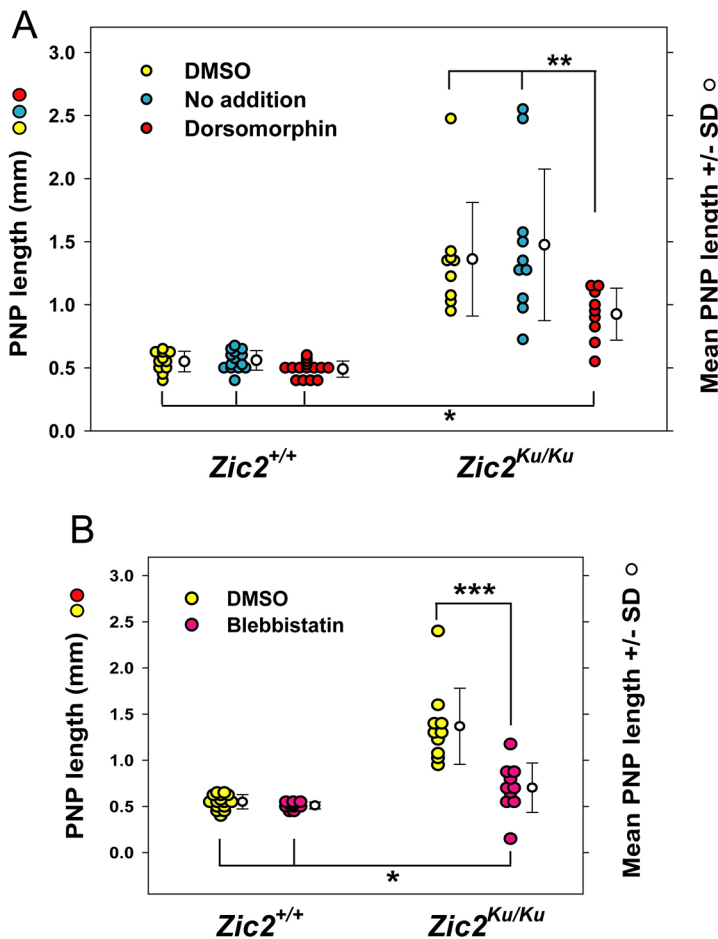 A
3.0
2.5
2.0
1.5
1.0
0.5
0.0
PNP length (mm)
DMSO
No addition
Dorsomorphin
**
*
Mean PNP length +/- SD
Zic2+/+
Zic2Ku/Ku
B
3.0
2.5
2.0
1.5
1.0
0.5
0.0
PNP length (mm)
DMSO
Blebbistatin
***
*
Mean PNP length +/- SD
Zic2+/+
Zic2Ku/Ku